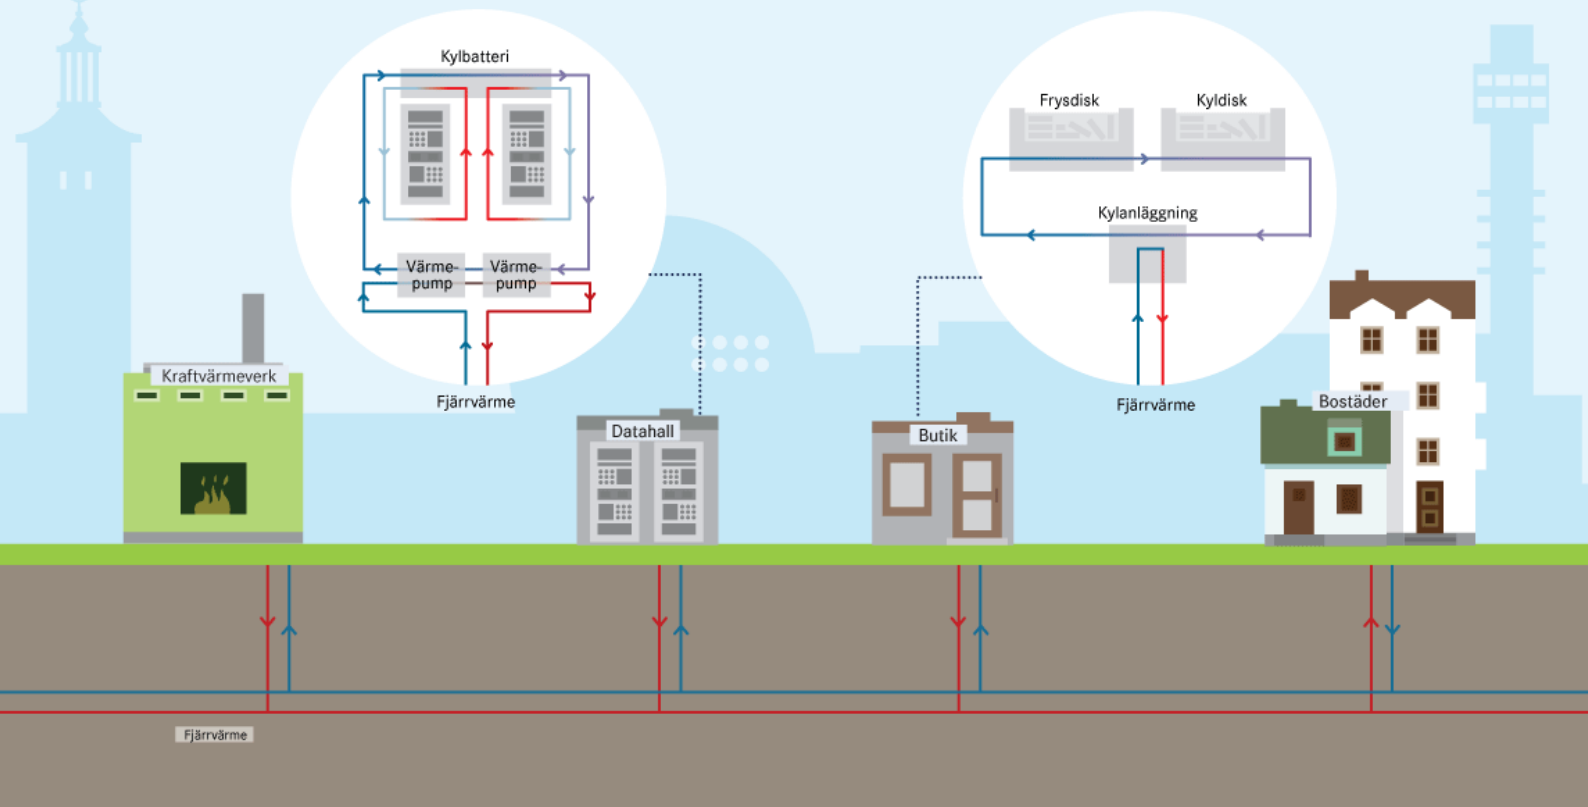 Kylbatteri
Värme-
pump
Värme-
pump
Fjärrvärme
Frysdisk
Kyldisk
Kylanläggning
Fjärrvärme
Kraftvärmeverk
Datahall
Butik
Bostäder
Fjärrvärme